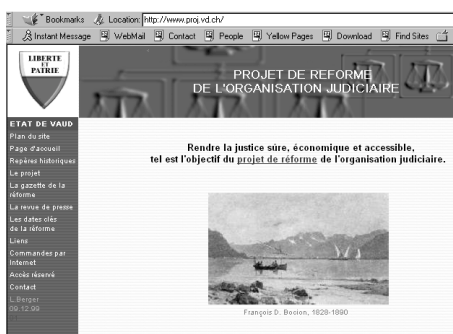 Bookmarks Location: http://www.proj.vd.ch/
Instant Message WebMail Contact People Yellow Pages Download Find Sites
LIBERTE
ET
PATRIE
PROJET DE REFORME
DE L'ORGANISATION JUDICIAIRE
ETAT DE VAUD
Plan du site
Page d'accueil
Repères historiques
Le projet
La gazette de la
réforme
La revue de presse
Les dates clés
de la réforme
Liens
Commandes par
Internet
Accès réservé
Contact
L.Berger
09.12.99
Rendre la justice sûre, économique et accessible,
tel est l'objectif du projet de réforme de l'organisation judiciaire.
François D. Bocion, 1828-1890